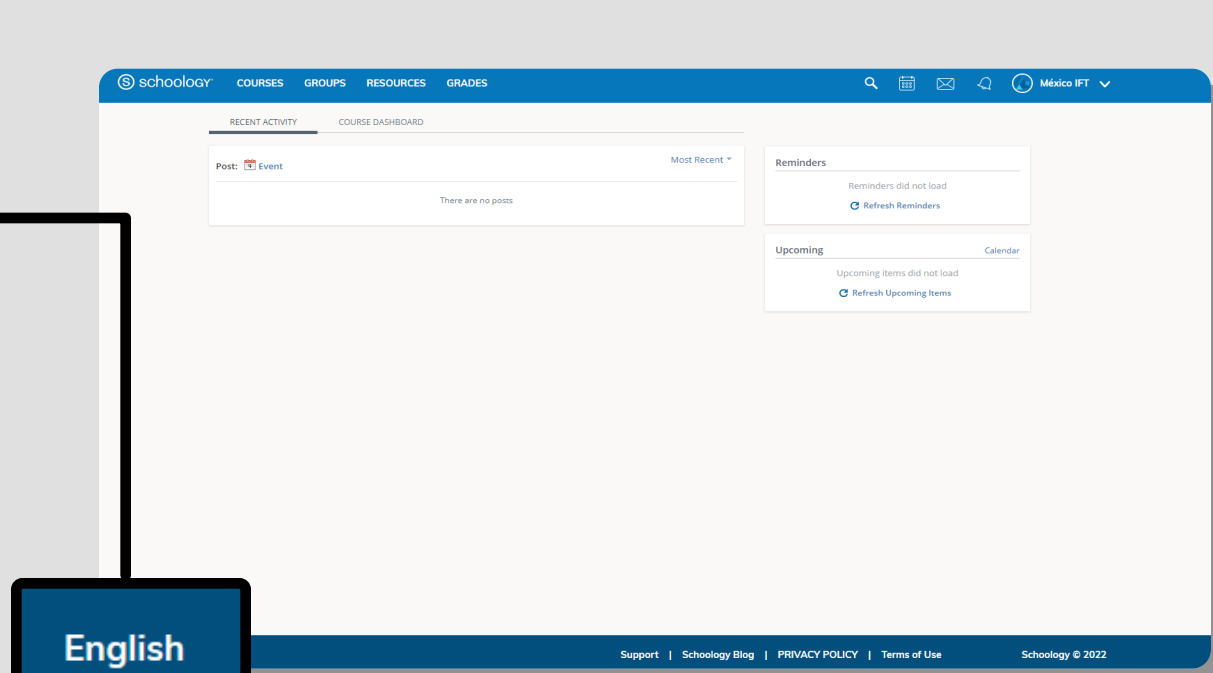 schoology COURSES GROUPS RESOURCES GRADES México IFT
RECENT ACTIVITY COURSE DASHBOARD
Post: Event Most Recent
There are no posts
Reminders
Reminders did not load
Refresh Reminders
Upcoming Calendar
Upcoming items did not load
Refresh Upcoming Items
English
Support | Schoology Blog | PRIVACY POLICY | Terms of Use Schoology © 2022